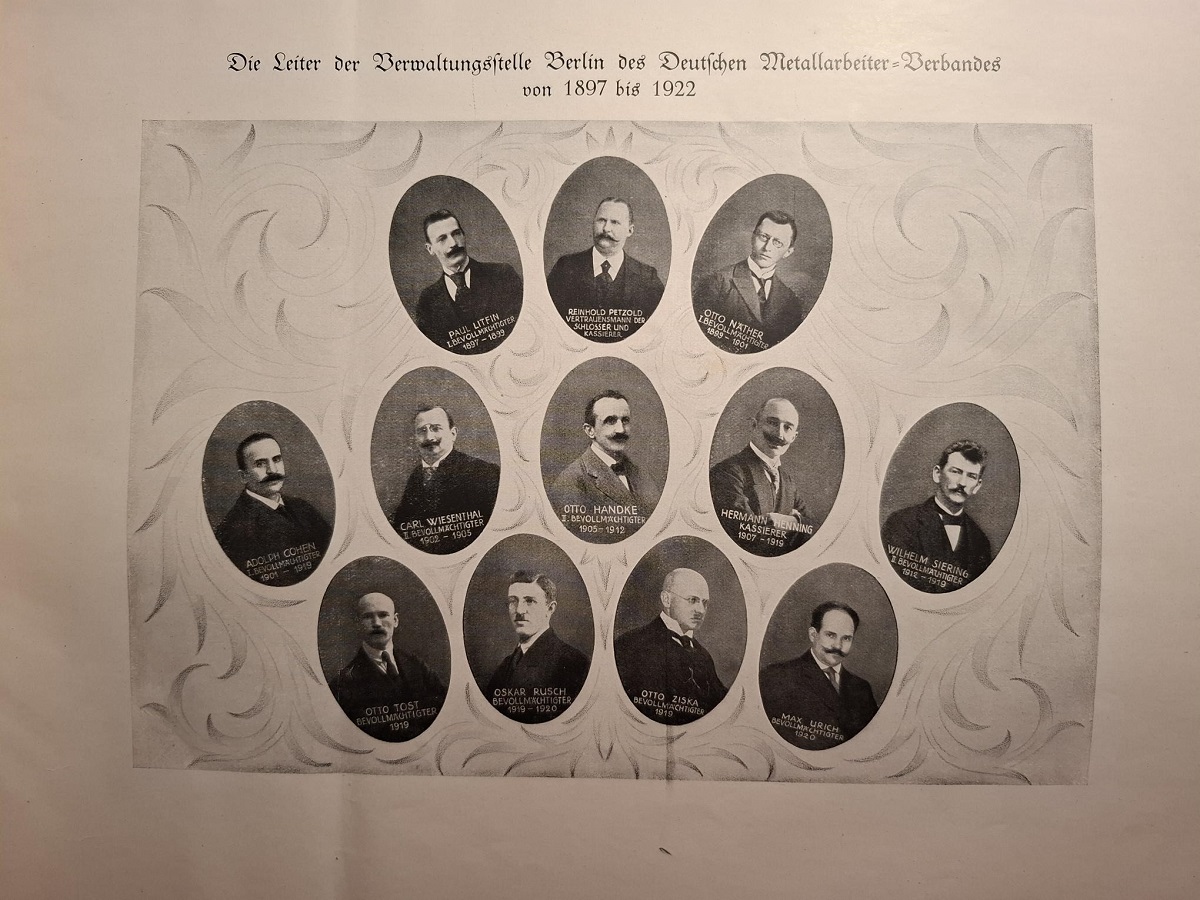 Die Leiter der Verwaltungsstelle Berlin des Deutschen Metallarbeiter-Verbandes
von 1897 bis 1922
PAUL LITFIN
I. BEVOLLMÄCHTIGTER
1897 – 1899
REINHOLD PETZOLD
VERTRAUENSMANN DER
SCHLOSSER UND
KASSIERER
OTTO NÄTHER
I. BEVOLLMÄCHTIGTER
1899 – 1901
ADOLPH COHEN
I. BEVOLLMÄCHTIGTER
1901 – 1919
CARL WIESENTHAL
II. BEVOLLMÄCHTIGTER
1902 – 1905
OTTO HANDKE
II. BEVOLLMÄCHTIGTER
1905 – 1912
HERMANN HENNING
KASSIERER
1907 – 1919
WILHELM SIERING
II. BEVOLLMÄCHTIGTER
1912 – 1919
OTTO TOST
BEVOLLMÄCHTIGTER
1919
OSKAR RUSCH
BEVOLLMÄCHTIGTER
1919 – 1920
OTTO ZISKA
BEVOLLMÄCHTIGTER
1919
MAX URICH
BEVOLLMÄCHTIGTER
1920